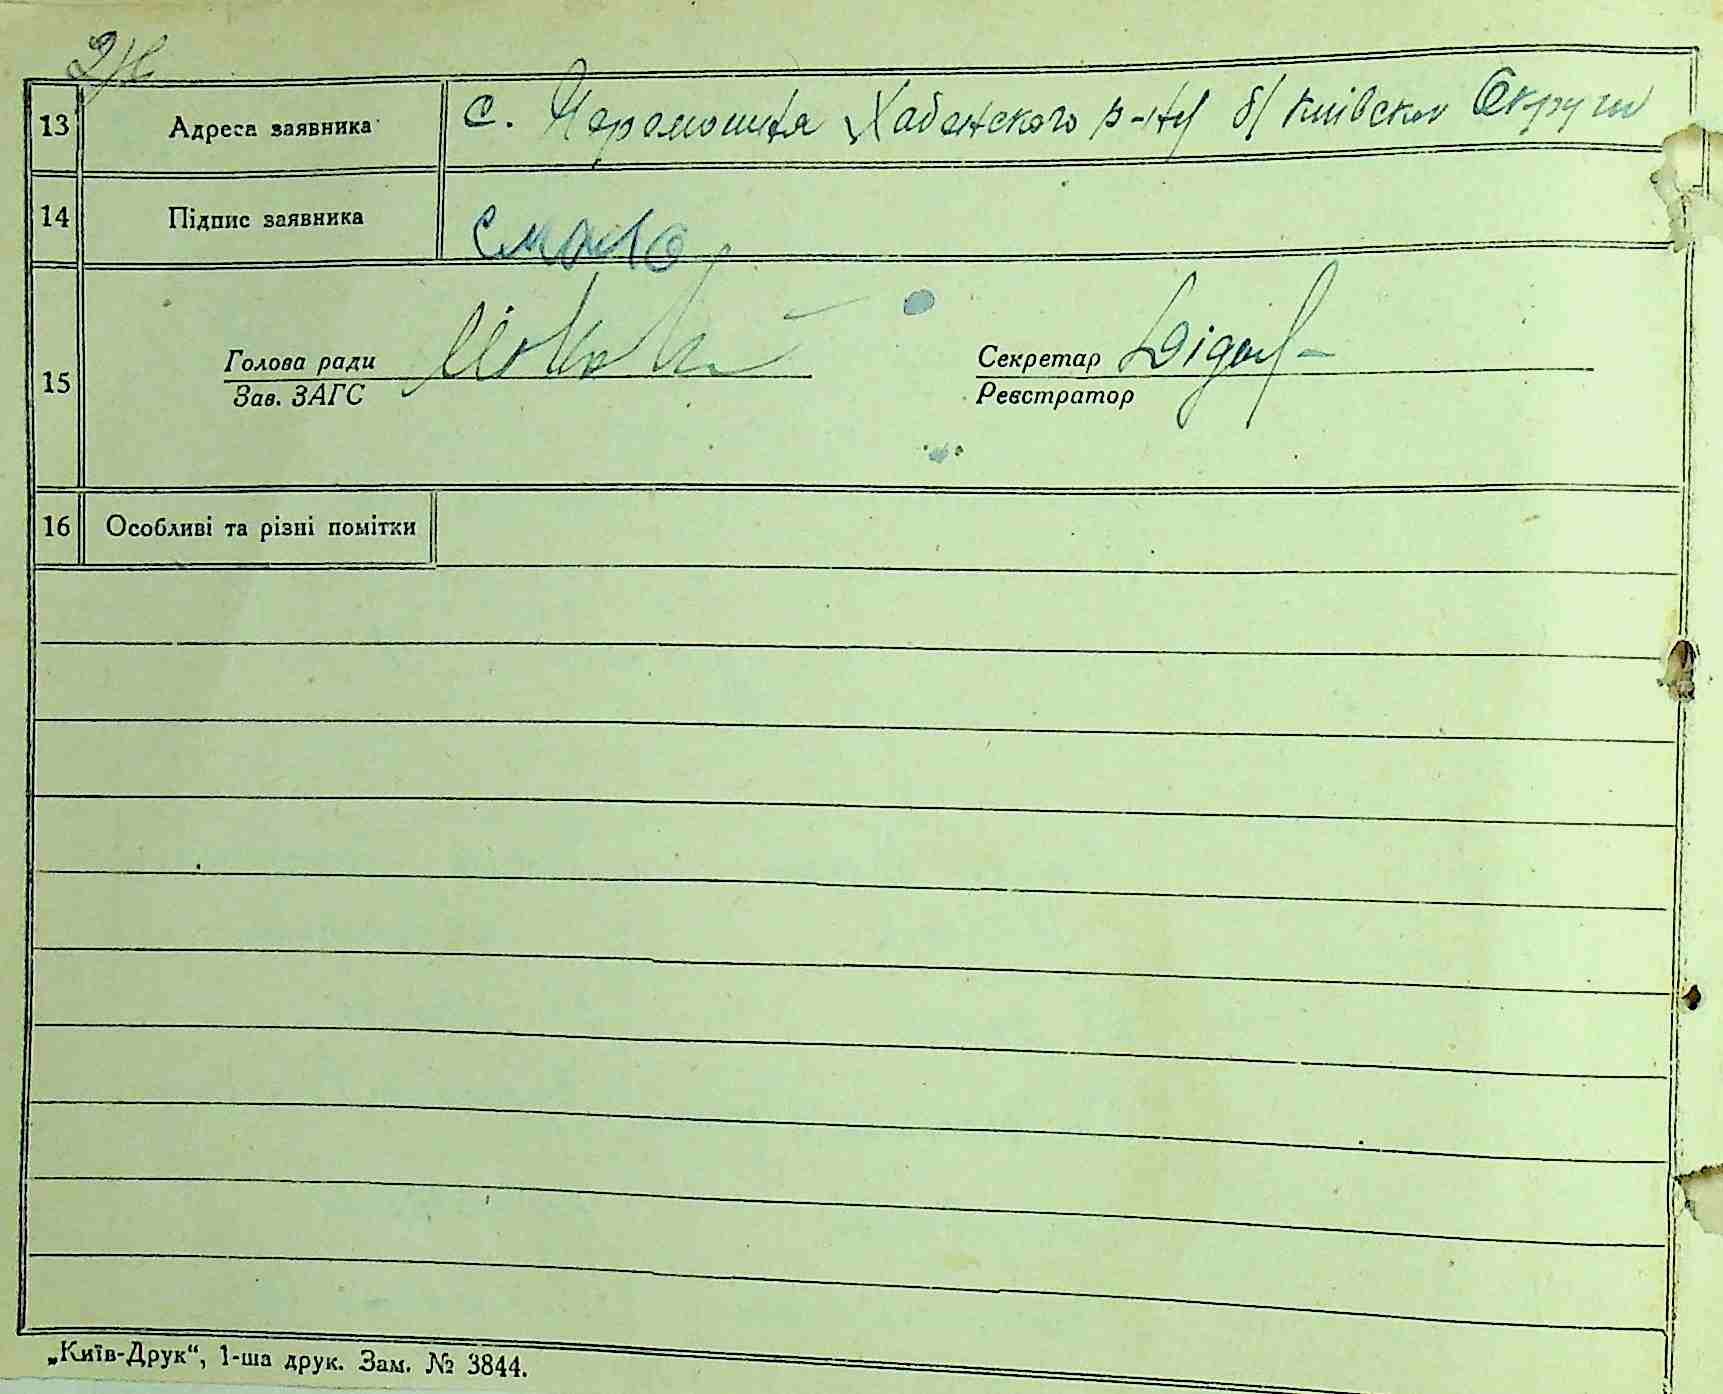 13 Адреса заявника с. Черемошня Хабенского р-ну б/Київскої Округи
14 Підпис заявника
15 Голова ради Секретар
Зав. ЗАГС Реєстратор
16 Особливі та різні помітки
„Київ-Друк“, 1-ша друк. Зам. № 3844.